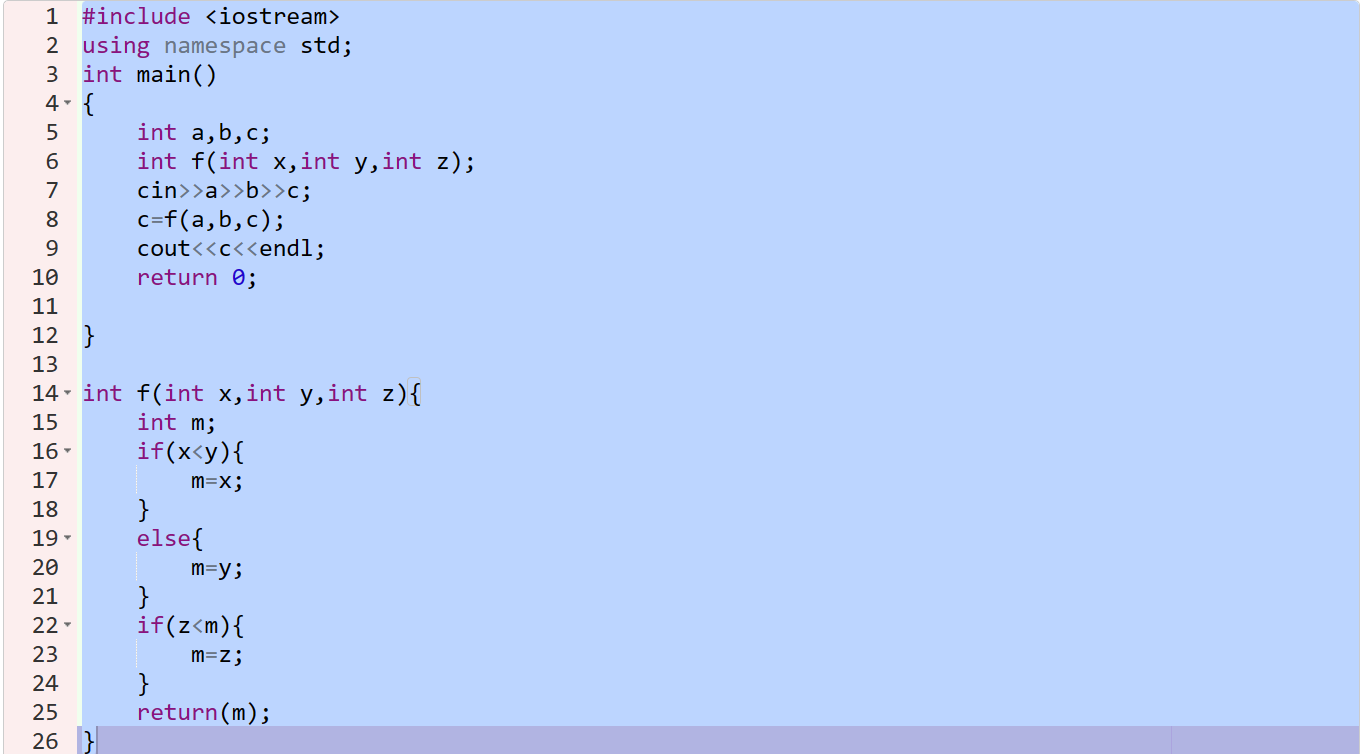 1 #include <iostream>
2 using namespace std;
3 int main()
4 {
5     int a,b,c;
6     int f(int x,int y,int z);
7     cin>>a>>b>>c;
8     c=f(a,b,c);
9     cout<<c<<endl;
10     return 0;
11
12 }
13
14 int f(int x,int y,int z){
15     int m;
16     if(x<y){
17         m=x;
18     }
19     else{
20         m=y;
21     }
22     if(z<m){
23         m=z;
24     }
25     return(m);
26 }